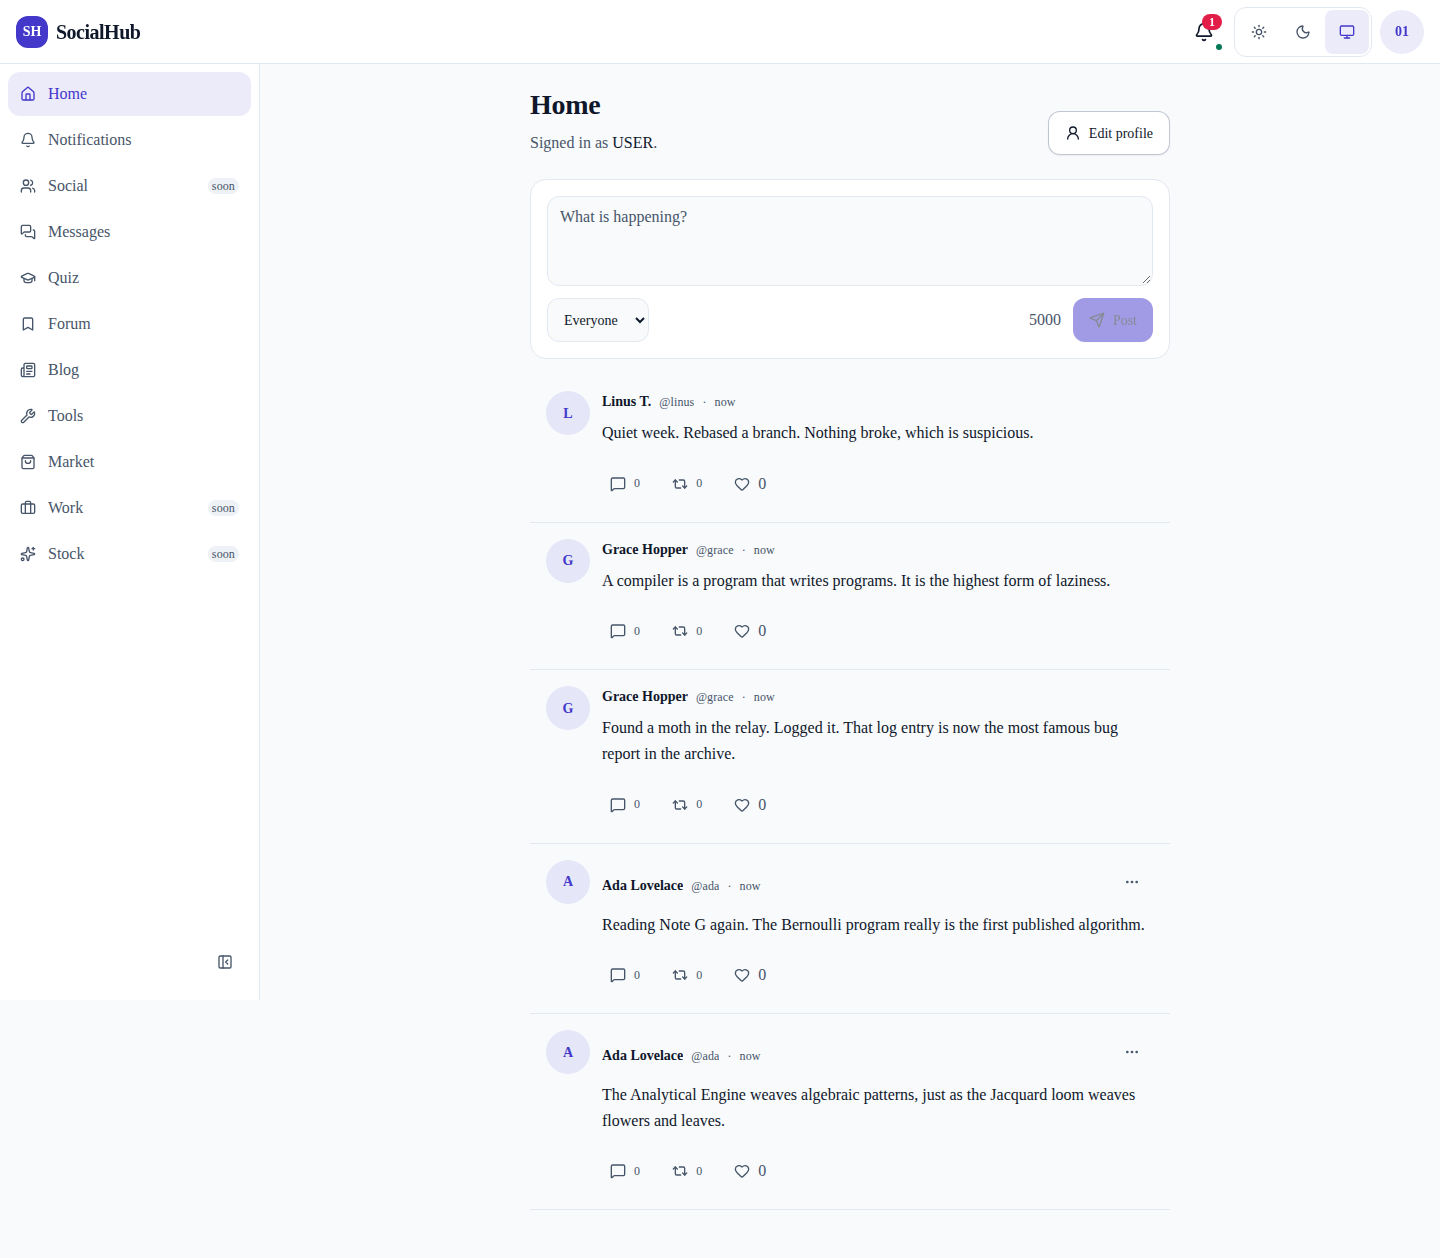 SH SocialHub
1
01
Home
Notifications
Social soon
Messages
Quiz
Forum
Blog
Tools
Market
Work soon
Stock soon
Home
Signed in as USER.
Edit profile
What is happening?
Everyone
5000
Post
L
Linus T. @linus · now
Quiet week. Rebased a branch. Nothing broke, which is suspicious.
0 0 0
G
Grace Hopper @grace · now
A compiler is a program that writes programs. It is the highest form of laziness.
0 0 0
G
Grace Hopper @grace · now
Found a moth in the relay. Logged it. That log entry is now the most famous bug
report in the archive.
0 0 0
A
Ada Lovelace @ada · now
Reading Note G again. The Bernoulli program really is the first published algorithm.
0 0 0
A
Ada Lovelace @ada · now
The Analytical Engine weaves algebraic patterns, just as the Jacquard loom weaves
flowers and leaves.
0 0 0